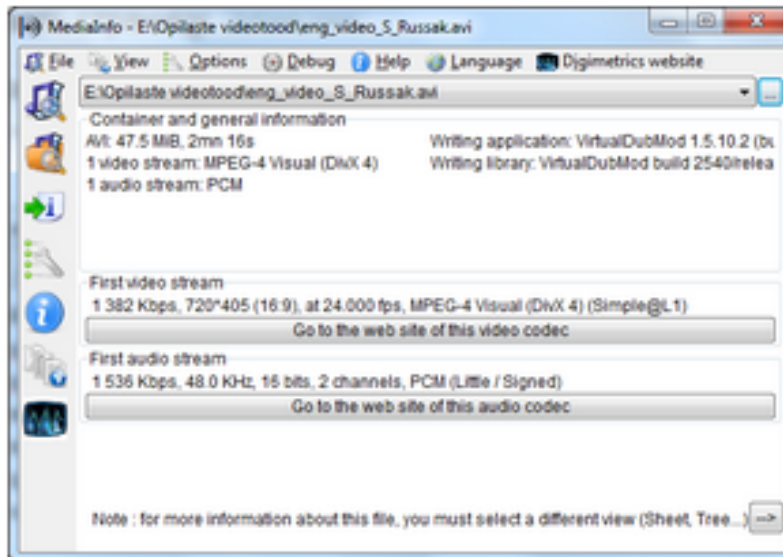 MediaInfo - E:\Opilaste videotood\eng_video_S_Russak.avi
File View Options Debug Help Language Digimetrics website
E:\Opilaste videotood\eng_video_S_Russak.avi
...
Container and general information
AVI: 47.5 MiB, 2mn 16s
Writing application: VirtualDubMod 1.5.10.2 (bu
1 video stream: MPEG-4 Visual (DivX 4)
Writing library: VirtualDubMod build 2540/relea
1 audio stream: PCM
First video stream
1 382 Kbps, 720*405 (16:9), at 24.000 fps, MPEG-4 Visual (DivX 4) (Simple@L1)
Go to the web site of this video codec
First audio stream
1 536 Kbps, 48.0 KHz, 16 bits, 2 channels, PCM (Little / Signed)
Go to the web site of this audio codec
Note : for more information about this file, you must select a different view (Sheet, Tree...) -->